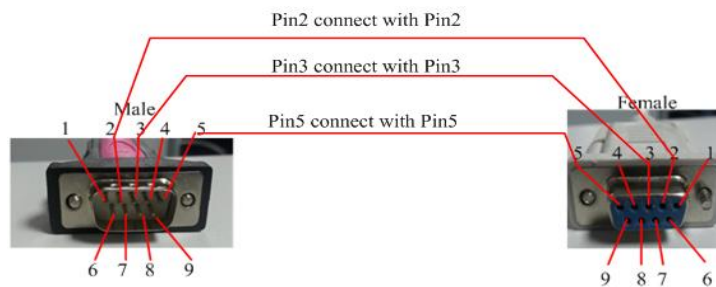 Pin2 connect with Pin2
Pin3 connect with Pin3
Male
Female
1 2 3 4 5
Pin5 connect with Pin5
5 4 3 2 1
6 7 8 9
9 8 7 6